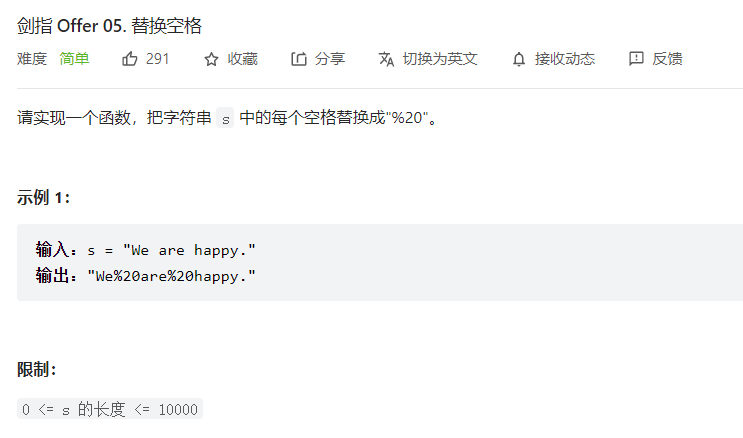 剑指 Offer 05. 替换空格
难度 简单 291 收藏 分享 切换为英文 接收动态 反馈
请实现一个函数，把字符串 s 中的每个空格替换成"%20"。
示例 1：
输入：s = "We are happy."
输出："We%20are%20happy."
限制：
0 <= s 的长度 <= 10000